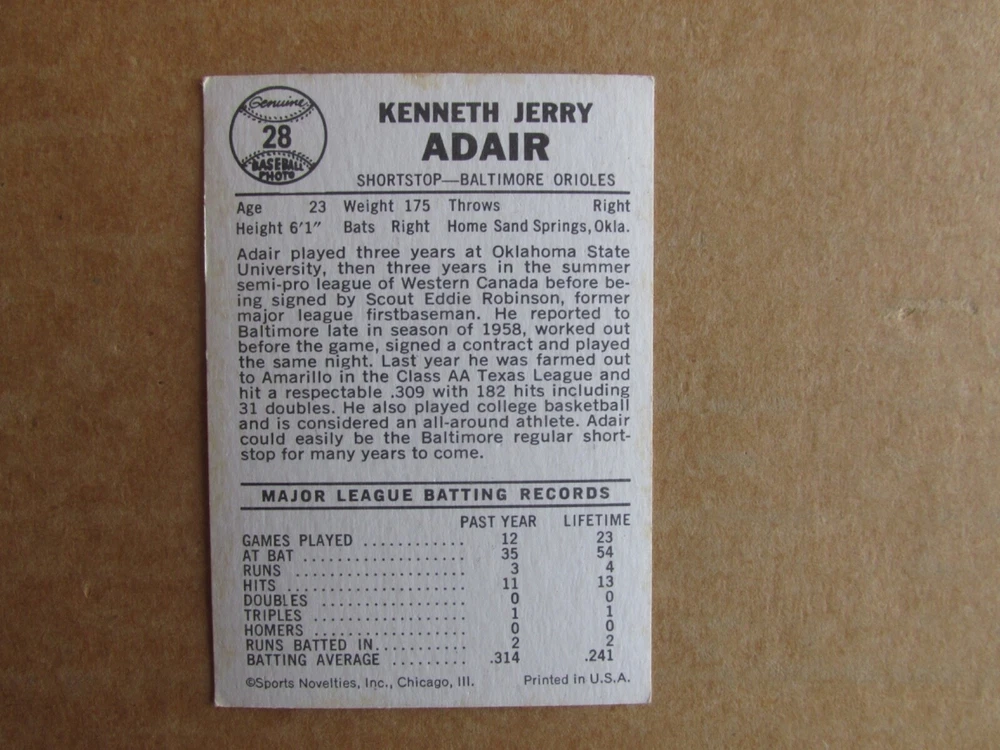 Genuine
28
BASEBALL
PHOTO
KENNETH JERRY
ADAIR
SHORTSTOP—BALTIMORE ORIOLES
Age 23 Weight 175 Throws Right
Height 6'1" Bats Right Home Sand Springs, Okla.
Adair played three years at Oklahoma State
University, then three years in the summer
semi-pro league of Western Canada before be-
ing signed by Scout Eddie Robinson, former
major league firstbaseman. He reported to
Baltimore late in season of 1958, worked out
before the game, signed a contract and played
the same night. Last year he was farmed out
to Amarillo in the Class AA Texas League and
hit a respectable .309 with 182 hits including
31 doubles. He also played college basketball
and is considered an all-around athlete. Adair
could easily be the Baltimore regular short-
stop for many years to come.
MAJOR LEAGUE BATTING RECORDS
PAST YEAR LIFETIME
GAMES PLAYED ............ 12 23
AT BAT ................... 35 54
RUNS .................... 3 4
HITS ..................... 11 13
DOUBLES ................. 0 0
TRIPLES .................. 1 1
HOMERS ................. 0 0
RUNS BATTED IN........... 2 2
BATTING AVERAGE ......... .314 .241
©Sports Novelties, Inc., Chicago, Ill. Printed in U.S.A.